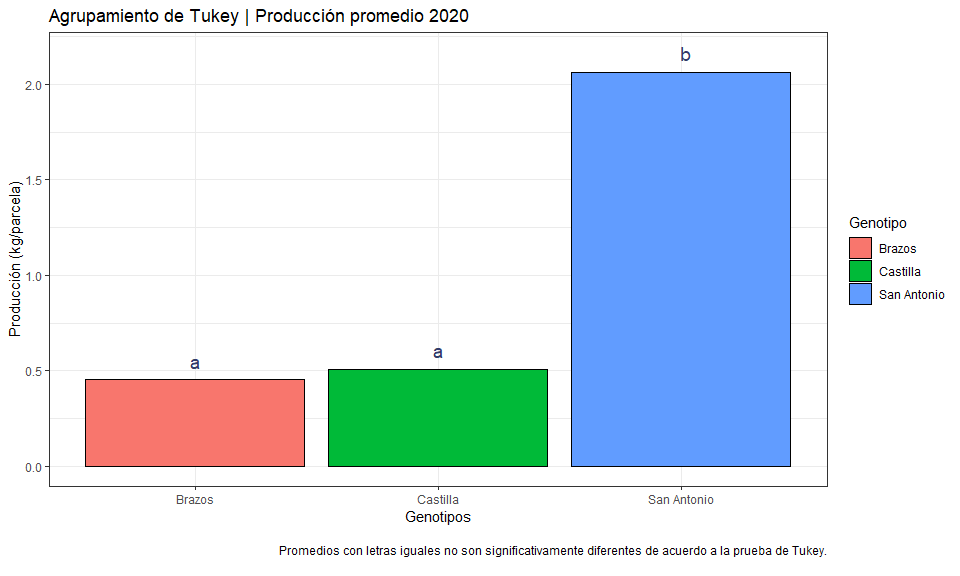 Agrupamiento de Tukey | Producción promedio 2020
b
2.0
1.5
Producción (kg/parcela)
1.0
a
a
0.5
0.0
Brazos
Castilla
San Antonio
Genotipos
Genotipo
Brazos
Castilla
San Antonio
Promedios con letras iguales no son significativamente diferentes de acuerdo a la prueba de Tukey.